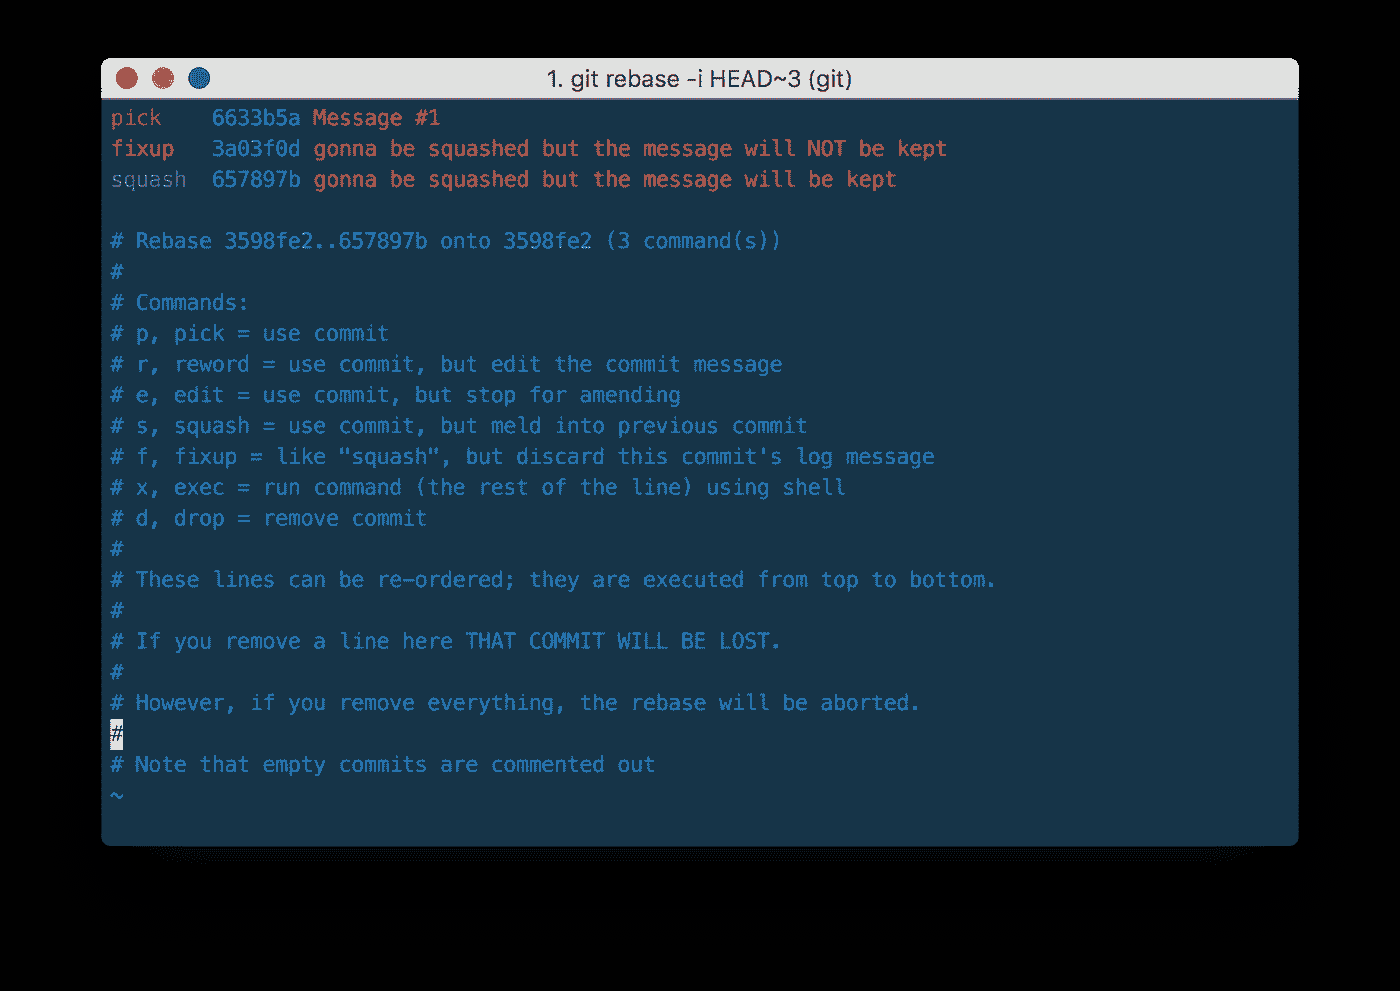 1. git rebase -i HEAD~3 (git)
pick 6633b5a Message #1
fixup 3a03f0d gonna be squashed but the message will NOT be kept
squash 657897b gonna be squashed but the message will be kept
# Rebase 3598fe2..657897b onto 3598fe2 (3 command(s))
#
# Commands:
# p, pick = use commit
# r, reword = use commit, but edit the commit message
# e, edit = use commit, but stop for amending
# s, squash = use commit, but meld into previous commit
# f, fixup = like "squash", but discard this commit's log message
# x, exec = run command (the rest of the line) using shell
# d, drop = remove commit
#
# These lines can be re-ordered; they are executed from top to bottom.
#
# If you remove a line here THAT COMMIT WILL BE LOST.
#
# However, if you remove everything, the rebase will be aborted.
#
# Note that empty commits are commented out
~